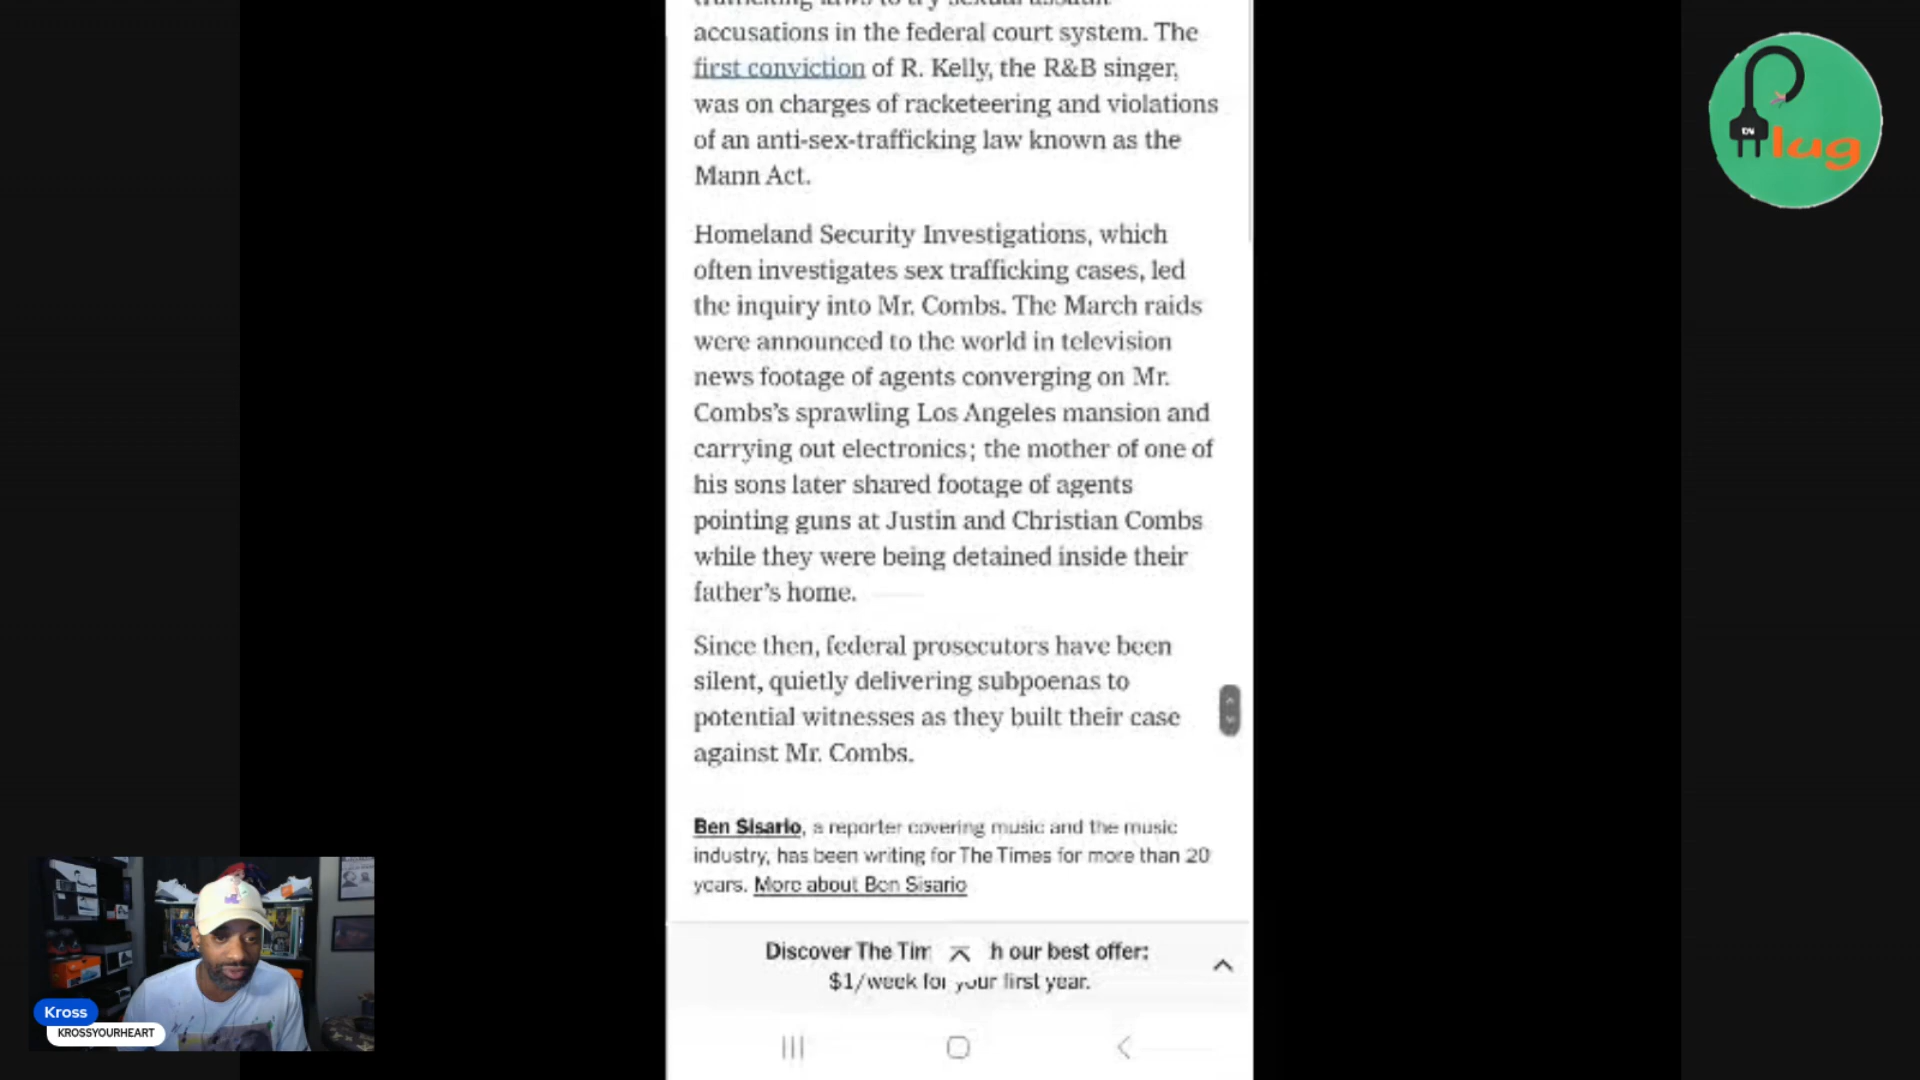 accusations in the federal court system. The
first conviction of R. Kelly, the R&B singer,
was on charges of racketeering and violations
of an anti-sex-trafficking law known as the
Mann Act.
Homeland Security Investigations, which
often investigates sex trafficking cases, led
the inquiry into Mr. Combs. The March raids
were announced to the world in television
news footage of agents converging on Mr.
Combs's sprawling Los Angeles mansion and
carrying out electronics; the mother of one of
his sons later shared footage of agents
pointing guns at Justin and Christian Combs
while they were being detained inside their
father's home.
Since then, federal prosecutors have been
silent, quietly delivering subpoenas to
potential witnesses as they built their case
against Mr. Combs.
Ben Sisario, a reporter covering music and the music
industry, has been writing for The Times for more than 20
years. More about Ben Sisario
Discover The Tim h our best offer:
$1/week for your first year.
Plug
Kross
KROSSYOURHEART